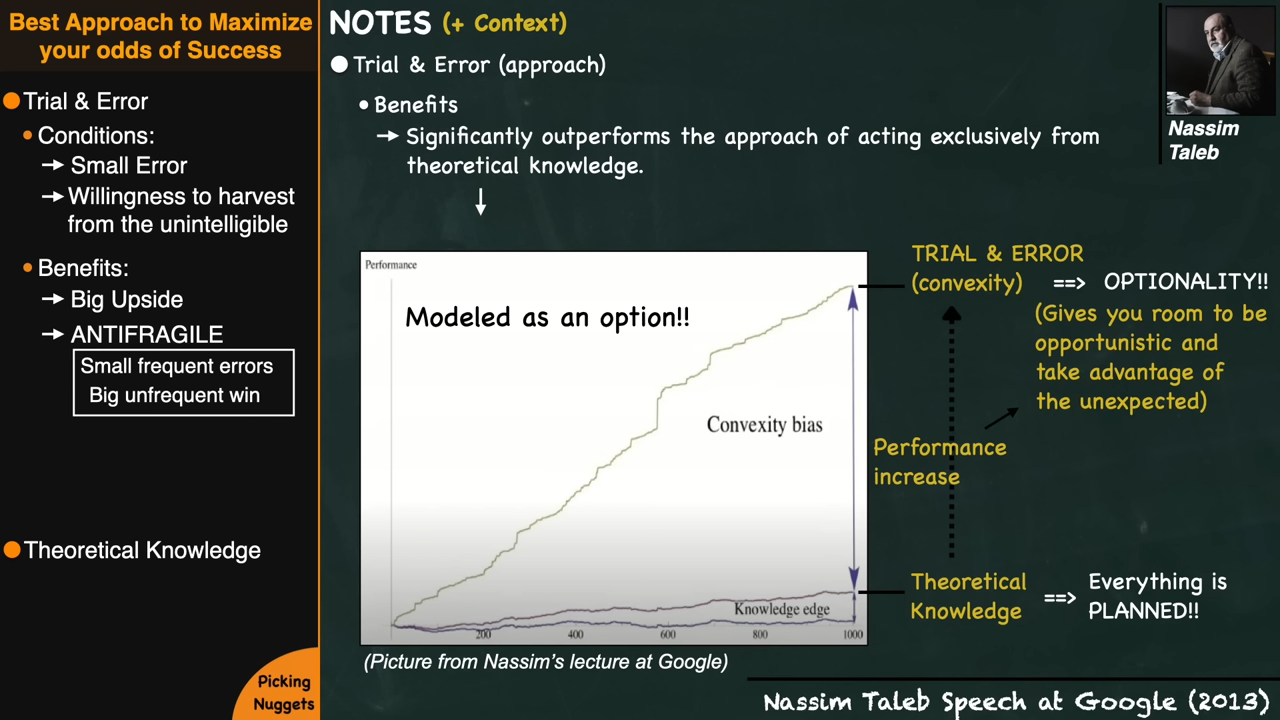 Best Approach to Maximize
your odds of Success
Trial & Error
Conditions:
→ Small Error
→ Willingness to harvest
from the unintelligible
Benefits:
→ Big Upside
→ ANTIFRAGILE
Small frequent errors
Big unfrequent win
Theoretical Knowledge
Picking
Nuggets
NOTES (+ Context)
Trial & Error (approach)
• Benefits
→ Significantly outperforms the approach of acting exclusively from
theoretical knowledge.
Nassim
Taleb
Performance
Modeled as an option!!
Convexity bias
Knowledge edge
200 400 600 800 1000
(Picture from Nassim's lecture at Google)
TRIAL & ERROR
(convexity) ==> OPTIONALITY!!
(Gives you room to be
opportunistic and
take advantage of
the unexpected)
Performance
increase
Theoretical
Knowledge ==> Everything is
PLANNED!!
Nassim Taleb Speech at Google (2013)